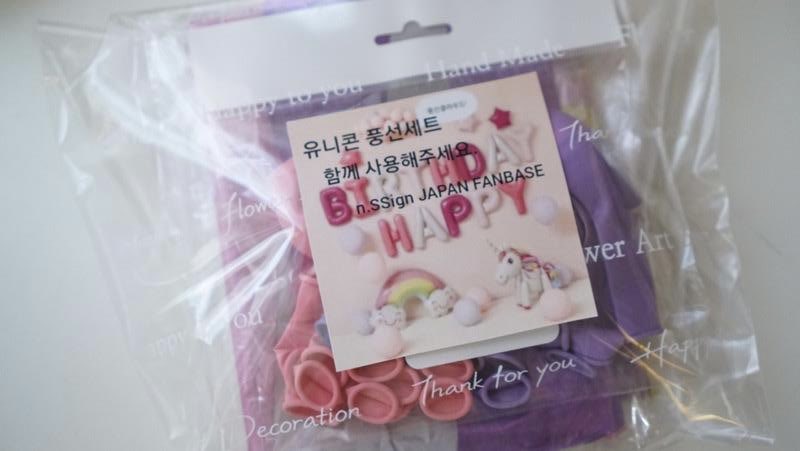 Happy to you
Hand Made
유니콘 풍선세트
함께 사용해주세요.
n.SSign JAPAN FANBASE
BIRTHDAY
HAPPY
flower
wer Art
Decoration
Thank for you